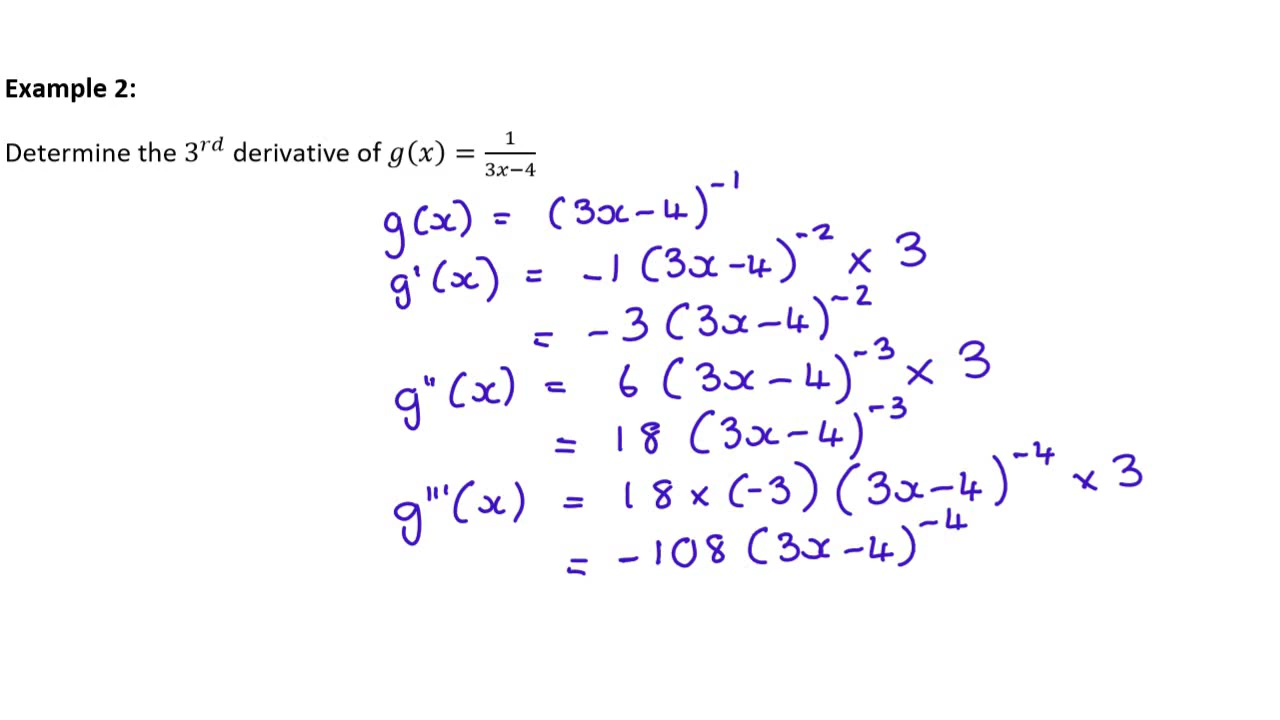 Example 2:
Determine the 3^{rd} derivative of g(x) = \frac{1}{3x-4}
g(x) = (3x-4)^{-1}
g'(x) = -1(3x-4)^{-2} × 3
= -3(3x-4)^{-2}
g''(x) = 6(3x-4)^{-3} × 3
= 18(3x-4)^{-3}
g'''(x) = 18×(-3)(3x-4)^{-4} × 3
= -108(3x-4)^{-4}